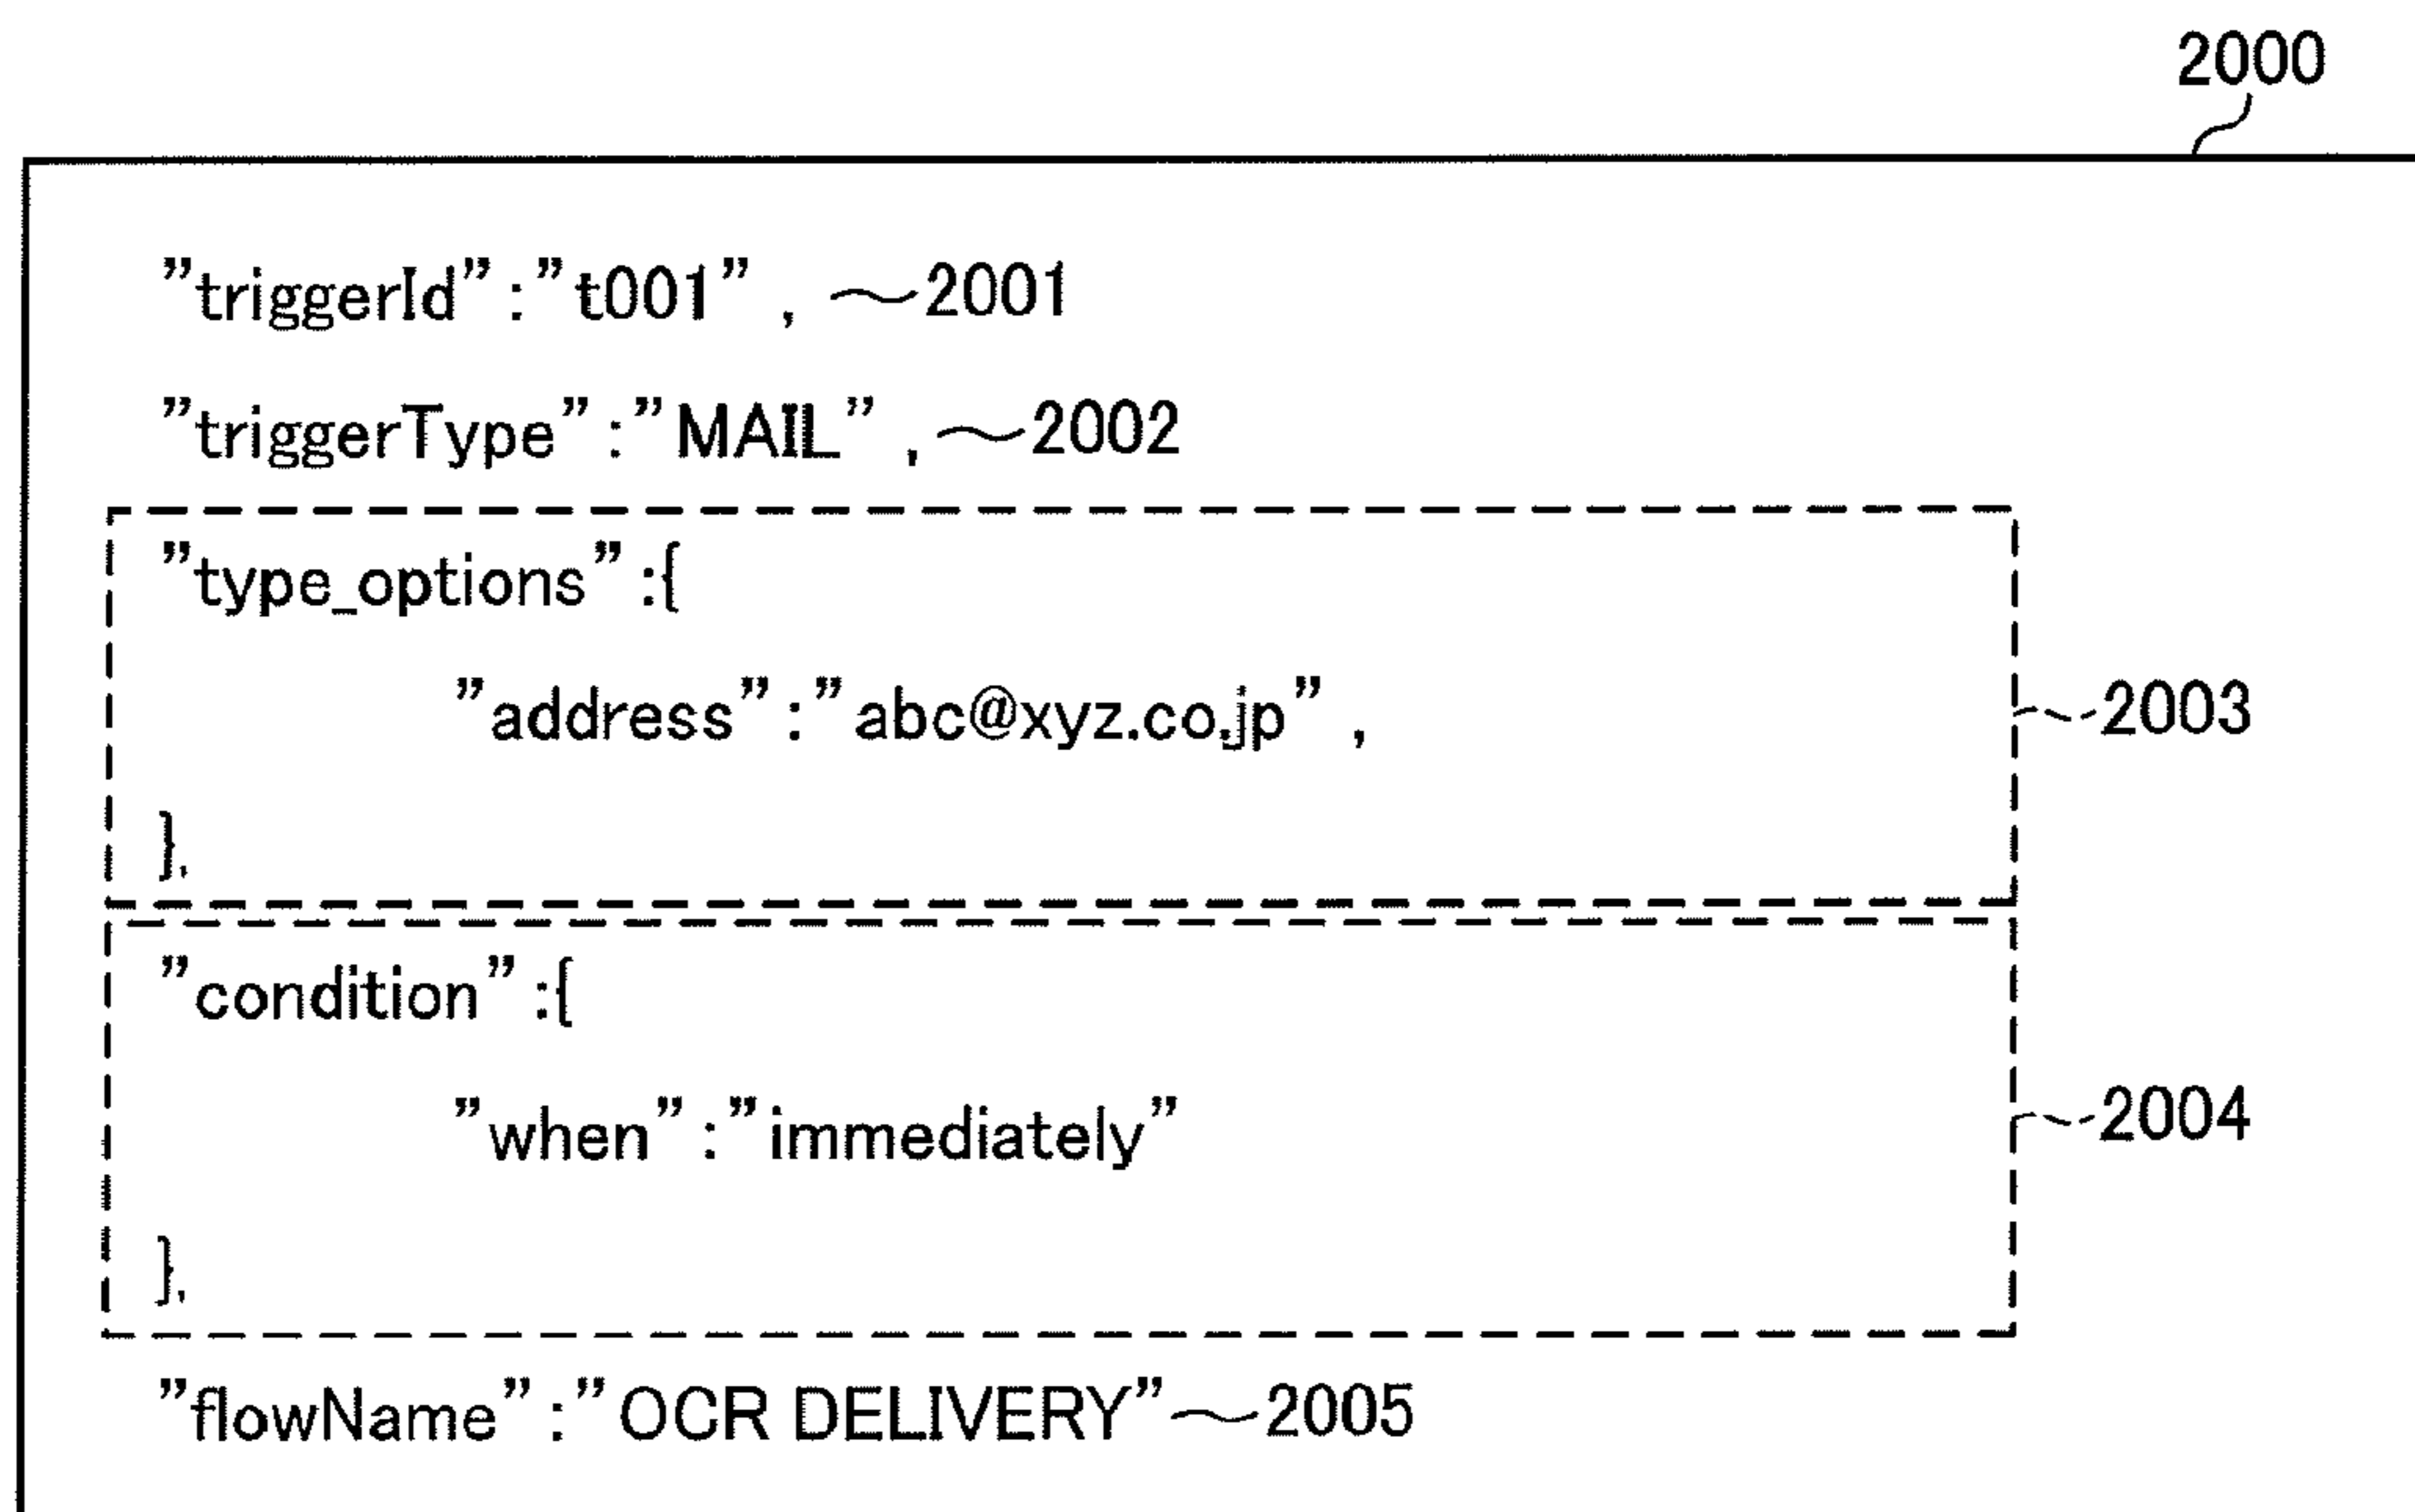 2000
”triggerId”:”t001”, 2001
”triggerType”:”MAIL”, 2002
”type_options”:{
”address”:”abc@xyz.co.jp”, 2003
},
”condition”:{
”when”:”immediately” 2004
},
”flowName”:”OCR DELIVERY” 2005